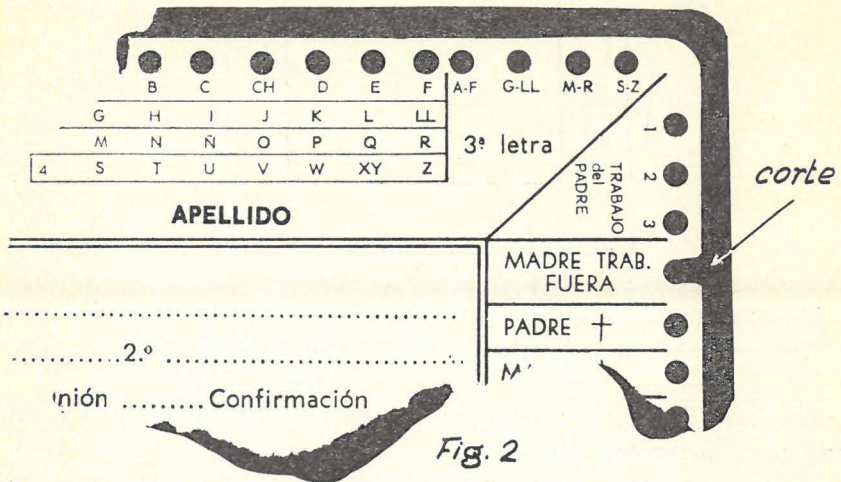 B C CH D E F A-F G-LL M-R S-Z
G H I J K L LL
M N Ñ O P Q R
4 S T U V W XY Z
3ª letra
TRABAJO
del
PADRE
1
2
3
corte
APELLIDO
MADRE TRAB.
FUERA
PADRE †
2.º
Confirmación
Fig. 2